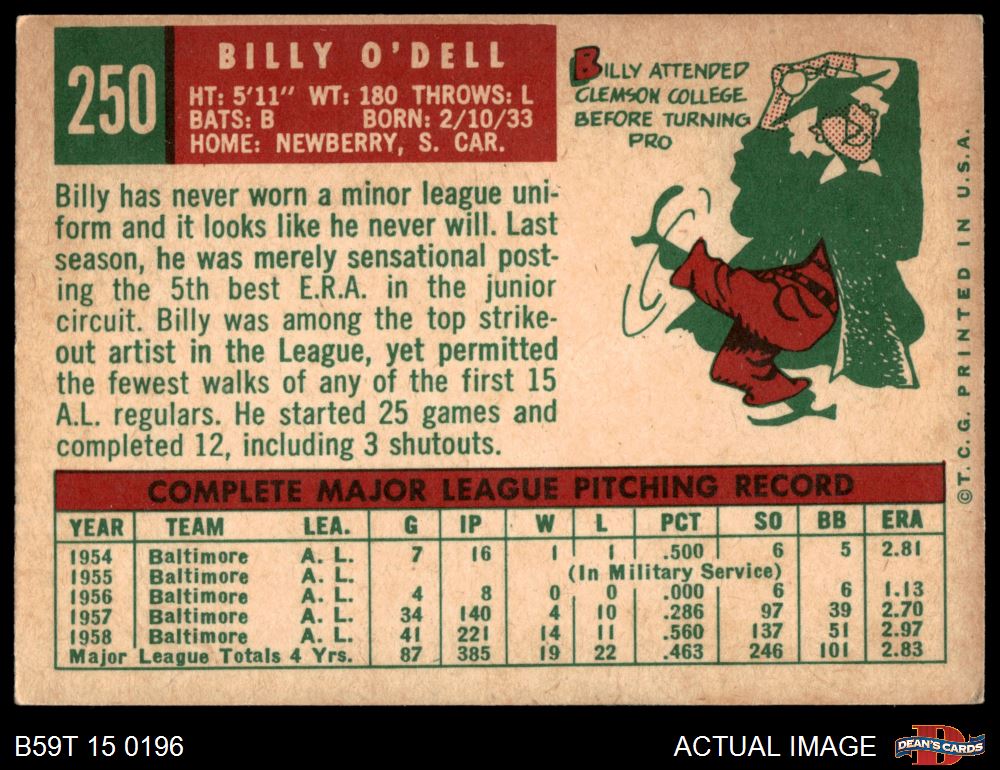 250
BILLY O'DELL
HT: 5'11" WT: 180 THROWS: L
BATS: B BORN: 2/10/33
HOME: NEWBERRY, S. CAR.
BILLY ATTENDED
CLEMSON COLLEGE
BEFORE TURNING
PRO
Billy has never worn a minor league uni-
form and it looks like he never will. Last
season, he was merely sensational post-
ing the 5th best E.R.A. in the junior
circuit. Billy was among the top strike-
out artist in the League, yet permitted
the fewest walks of any of the first 15
A.L. regulars. He started 25 games and
completed 12, including 3 shutouts.
©T.C.G. PRINTED IN U.S.A.
COMPLETE MAJOR LEAGUE PITCHING RECORD
YEAR TEAM LEA. G IP W L PCT SO BB ERA
1954 Baltimore A. L. 7 16 1 1 .500 6 5 2.81
1955 Baltimore A. L. (In Military Service)
1956 Baltimore A. L. 4 8 0 0 .000 6 6 1.13
1957 Baltimore A. L. 34 140 4 10 .286 97 39 2.70
1958 Baltimore A. L. 41 221 14 11 .560 137 51 2.97
Major League Totals 4 Yrs. 87 385 19 22 .463 246 101 2.83
B59T 15 0196
ACTUAL IMAGE
D
DEAN'S CARDS